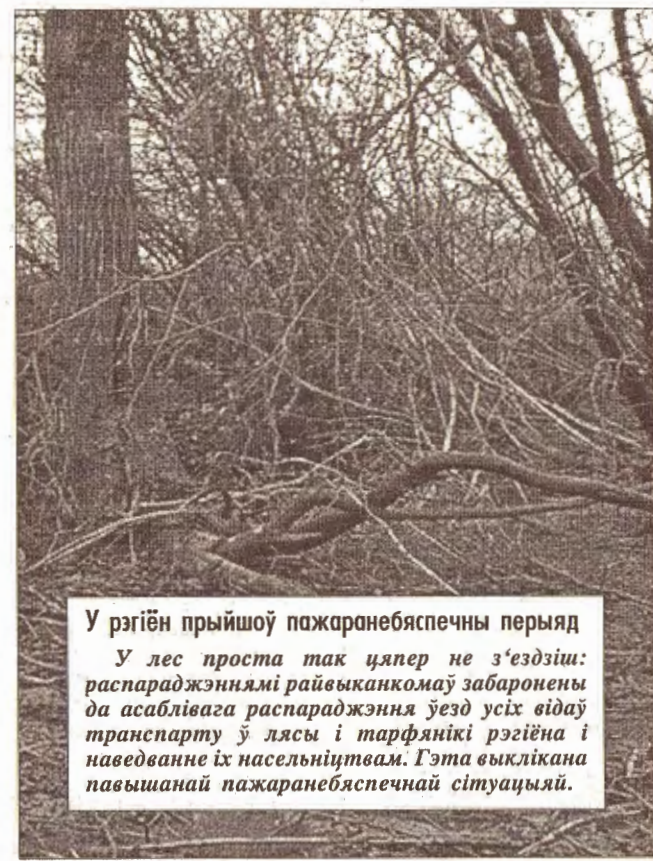 У рэгіён прыйшоў пажаранебяспечны перыяд
У лес проста так цяпер не з‘ездзіш:
распараджэннямі райвыканкомаў забаронены
да асаблівага распараджэння ўезд усіх відаў
транспарту ў лясы і тарфянікі рэгіёна і
наведванне іх насельніцтвам. Гэта выклікана
павышанай пажаранебяспечнай сітуацыяй.